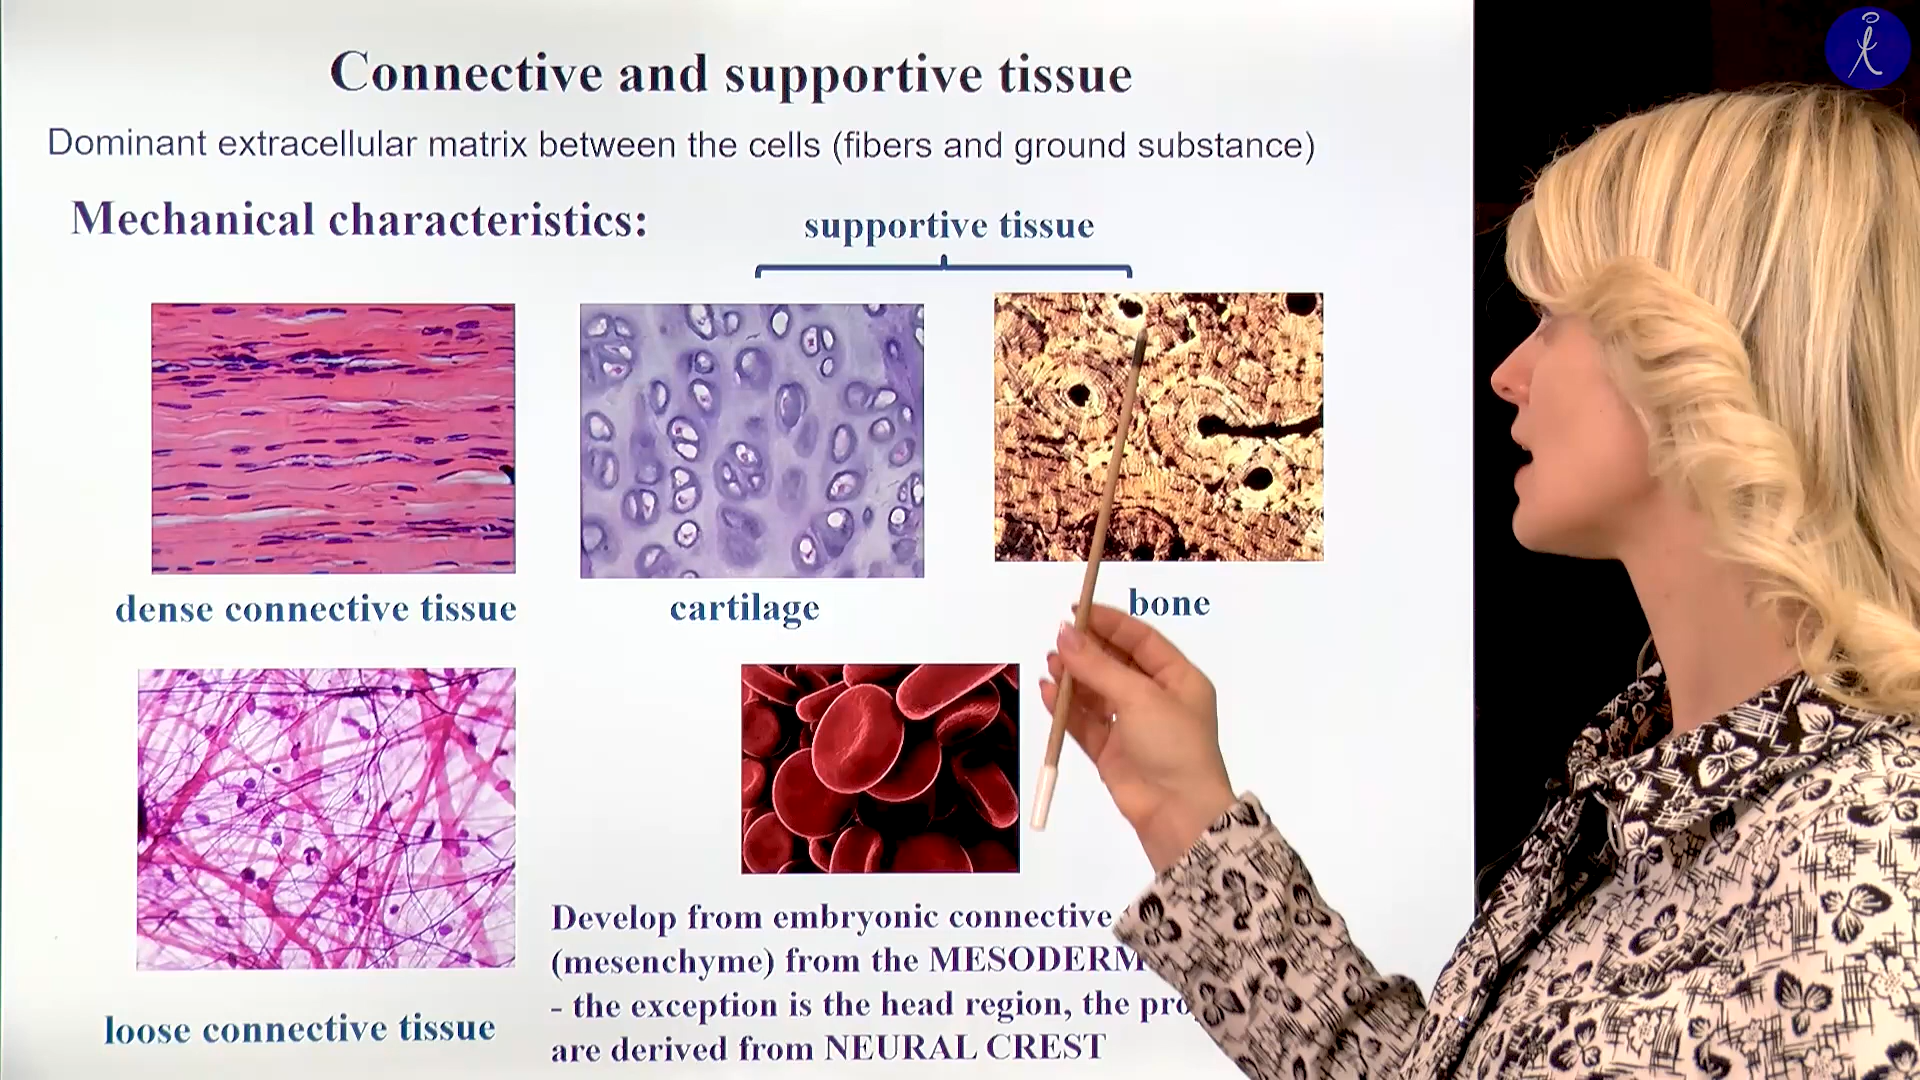 Connective and supportive tissue
Dominant extracellular matrix between the cells (fibers and ground substance)
Mechanical characteristics:
supportive tissue
dense connective tissue
cartilage
bone
loose connective tissue
Develop from embryonic connective
(mesenchyme) from the MESODERM
- the exception is the head region, the
are derived from NEURAL CREST